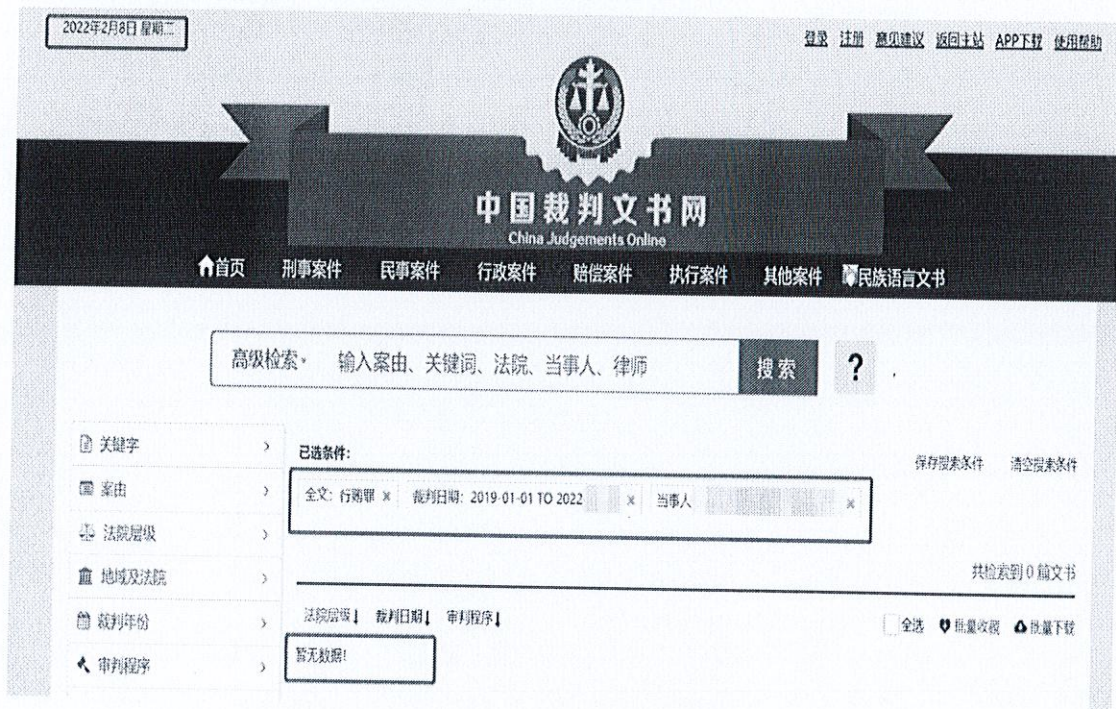 2022年2月8日 星期二
登录 注册 意见建议 返回主站 APP下载 使用帮助
中国裁判文书网
China Judgements Online
首页 刑事案件 民事案件 行政案件 赔偿案件 执行案件 其他案件 民族语言文书
高级检索 输入案由、关键词、法院、当事人、律师 搜索 ?
关键字 >
案由 >
法院层级 >
地域及法院 >
裁判年份 >
审判程序 >
已选条件:
保存搜索条件 清空搜索条件
全文: 行贿罪 × 裁判日期: 2019-01-01 TO 2022 × 当事人 ×
共检索到 0 篇文书
法院层级↓ 裁判日期↓ 审判程序↓
全选 批量收藏 批量下载
暂无数据!